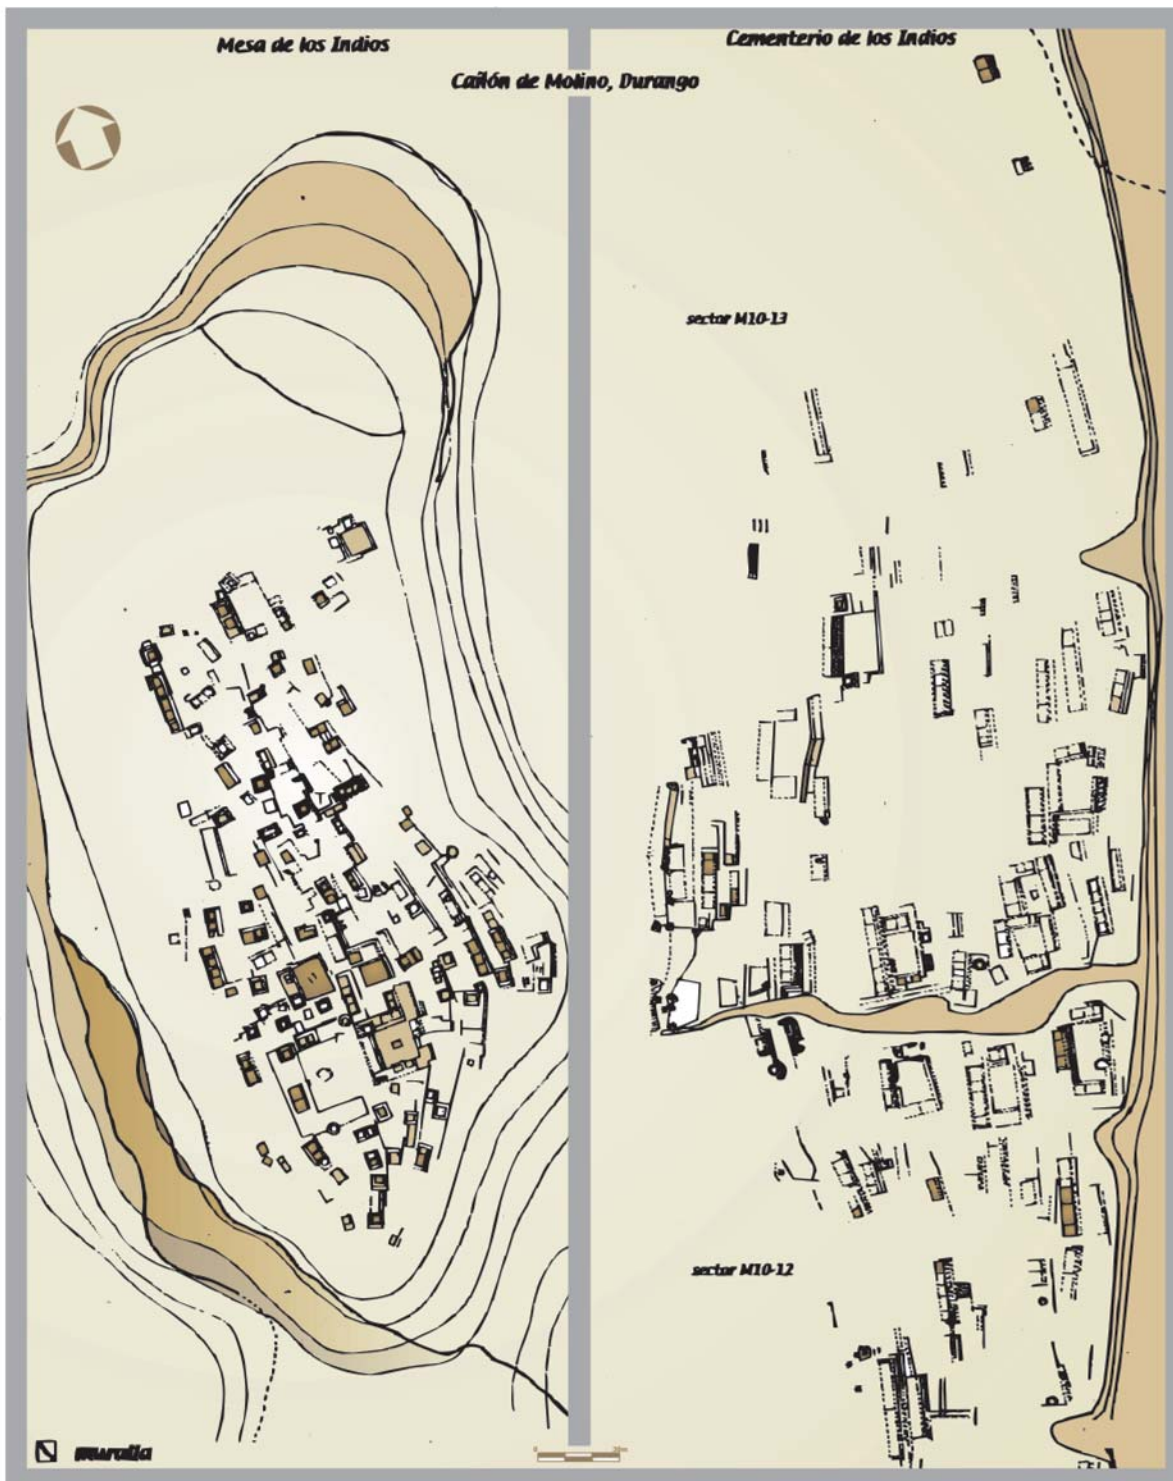 Mesa de los Indios
Cementerio de los Indios
Cañón de Molino, Durango
sector M10-13
sector M10-12
muralla
0